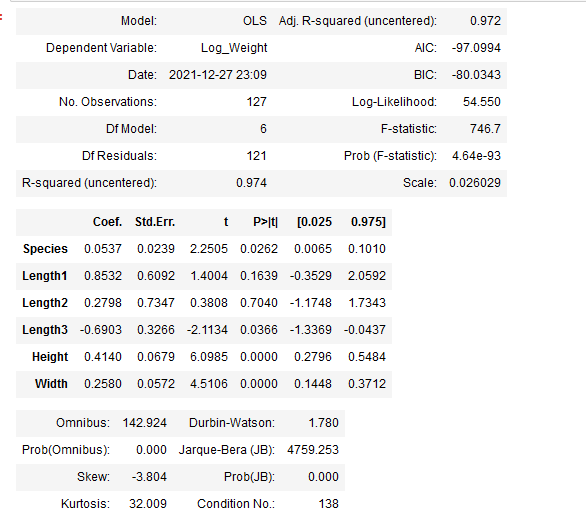 Model: OLS Adj. R-squared (uncentered): 0.972
Dependent Variable: Log_Weight AIC: -97.0994
Date: 2021-12-27 23:09 BIC: -80.0343
No. Observations: 127 Log-Likelihood: 54.550
Df Model: 6 F-statistic: 746.7
Df Residuals: 121 Prob (F-statistic): 4.64e-93
R-squared (uncentered): 0.974 Scale: 0.026029
Coef. Std.Err. t P>|t| [0.025 0.975]
Species 0.0537 0.0239 2.2505 0.0262 0.0065 0.1010
Length1 0.8532 0.6092 1.4004 0.1639 -0.3529 2.0592
Length2 0.2798 0.7347 0.3808 0.7040 -1.1748 1.7343
Length3 -0.6903 0.3266 -2.1134 0.0366 -1.3369 -0.0437
Height 0.4140 0.0679 6.0985 0.0000 0.2796 0.5484
Width 0.2580 0.0572 4.5106 0.0000 0.1448 0.3712
Omnibus: 142.924 Durbin-Watson: 1.780
Prob(Omnibus): 0.000 Jarque-Bera (JB): 4759.253
Skew: -3.804 Prob(JB): 0.000
Kurtosis: 32.009 Condition No.: 138